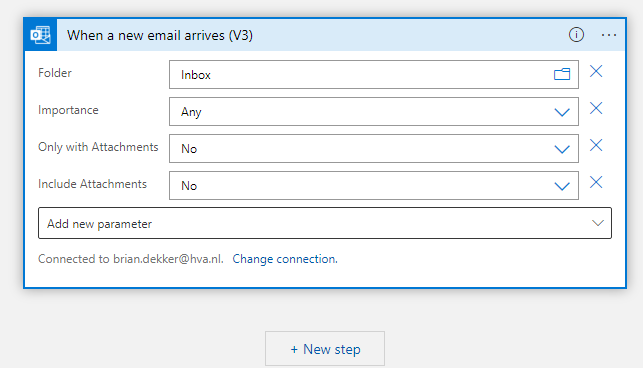 When a new email arrives (V3)
Folder
Inbox
Importance
Any
Only with Attachments
No
Include Attachments
No
Add new parameter
Connected to brian.dekker@hva.nl. Change connection.
+ New step